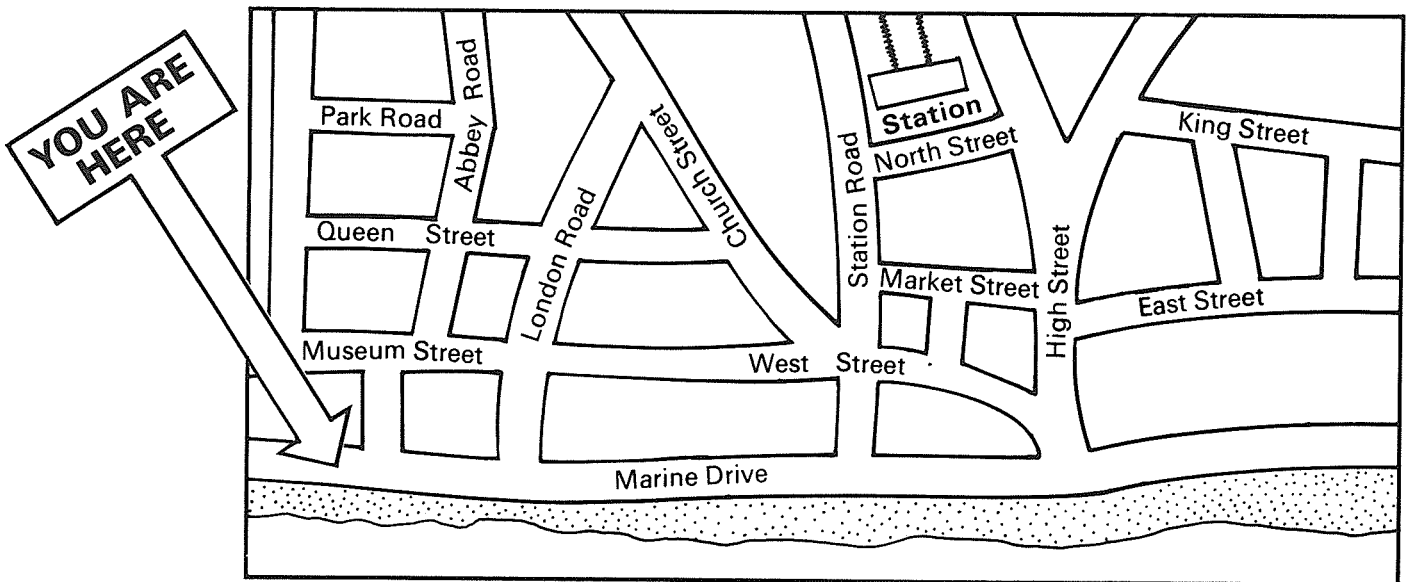 YOU ARE
HERE
Park Road
Abbey Road
Queen Street
London Road
Church Street
Museum Street
Station
North Street
Station Road
King Street
Market Street
High Street
East Street
West Street
Marine Drive